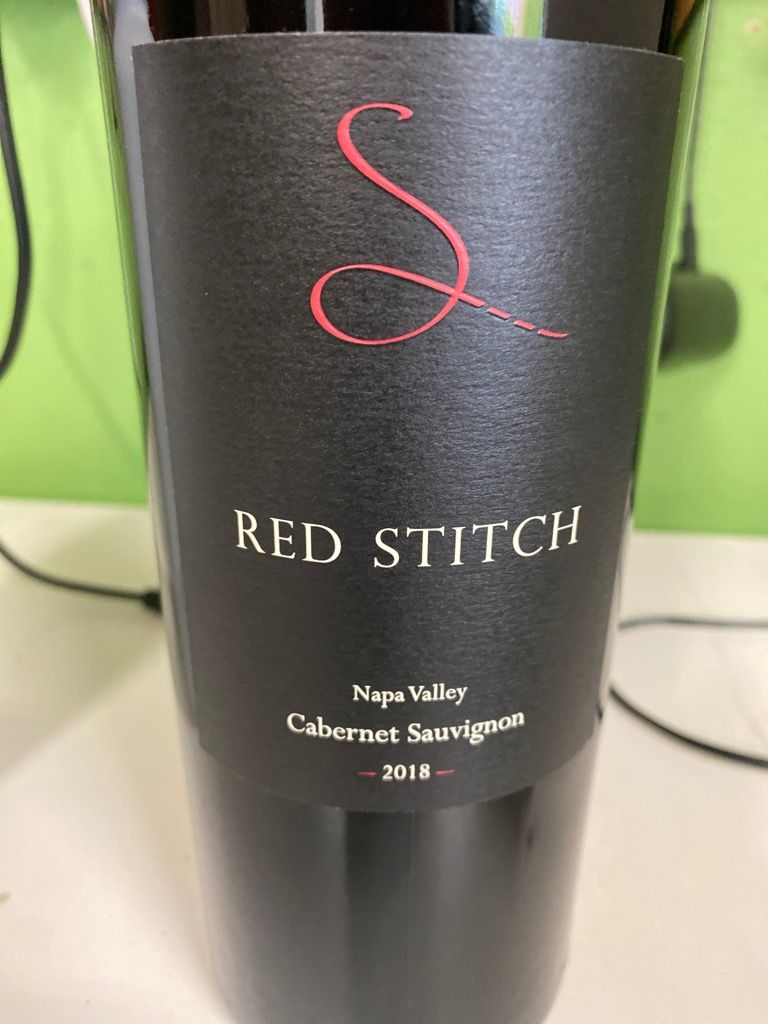 S
RED STITCH
Napa Valley
Cabernet Sauvignon
2018